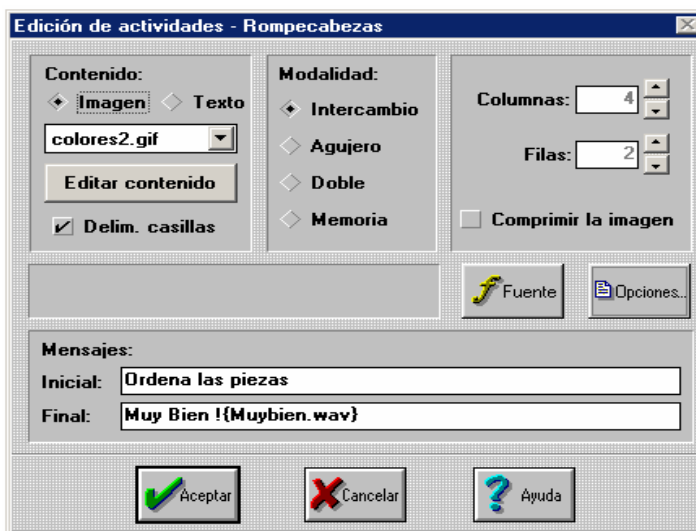 Edición de actividades - Rompecabezas
Contenido:
Imagen Texto
colores2.gif
Editar contenido
Delim. casillas
Modalidad:
Intercambio
Agujero
Doble
Memoria
Columnas: 4
Filas: 2
Comprimir la imagen
Fuente
Opciones...
Mensajes:
Inicial: Ordena las piezas
Final: Muy Bien !{Muybien.wav}
Aceptar
Cancelar
Ayuda